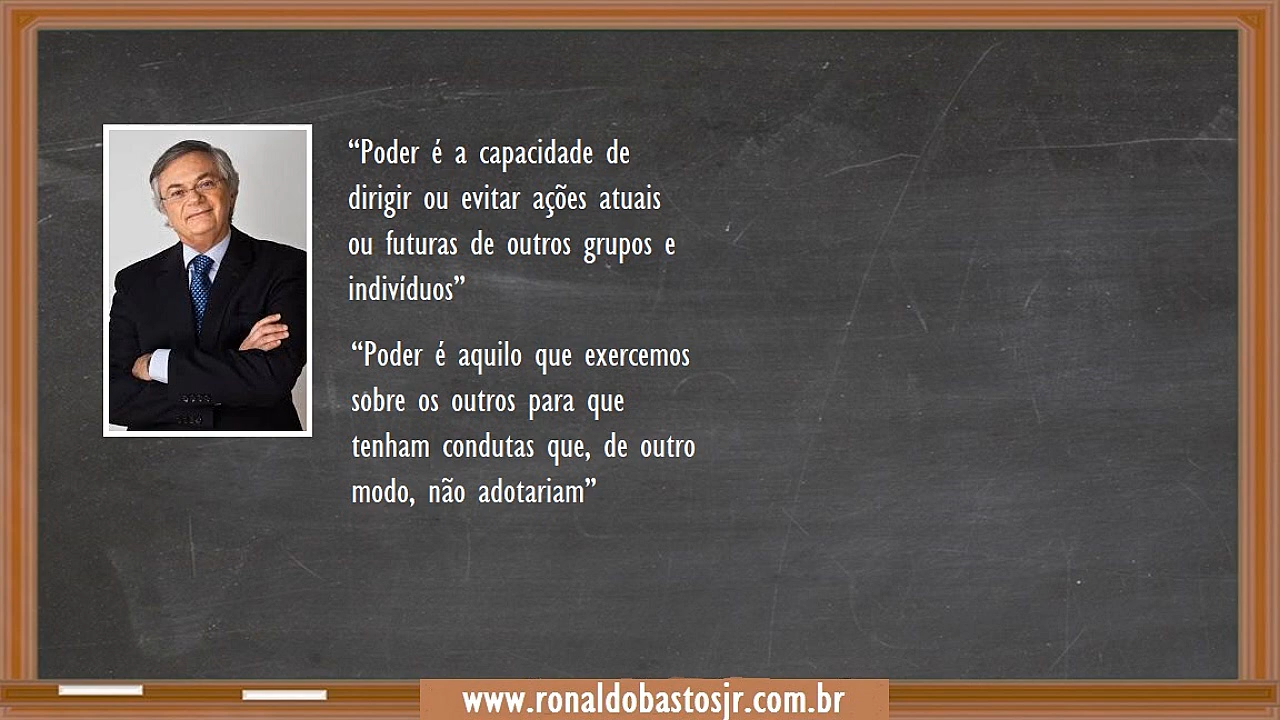 “Poder é a capacidade de
dirigir ou evitar ações atuais
ou futuras de outros grupos e
indivíduos”
“Poder é aquilo que exercemos
sobre os outros para que
tenham condutas que, de outro
modo, não adotariam”
www.ronaldobastosjr.com.br